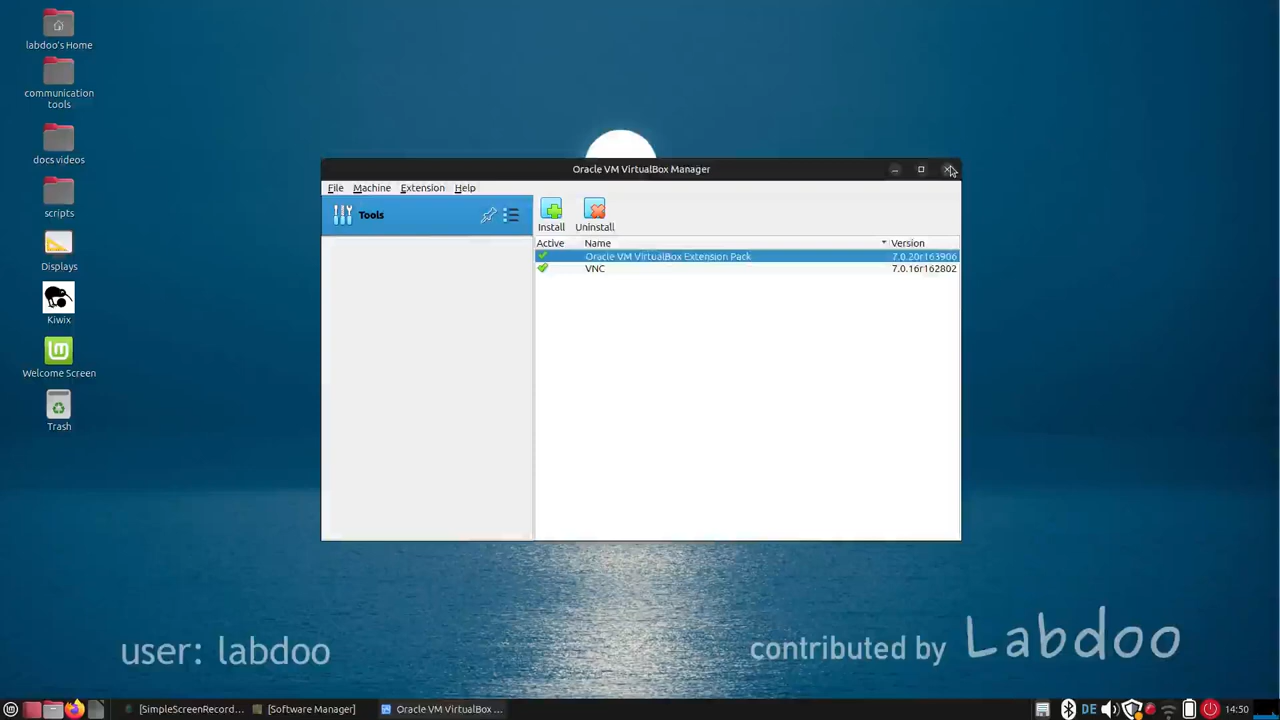 labdoo's Home
communication
tools
docs videos
scripts
Displays
Kiwix
Welcome Screen
Trash
Oracle VM VirtualBox Manager
File Machine Extension Help
Tools
Install Uninstall
Active Name Version
Oracle VM VirtualBox Extension Pack 7.0.20r163906
VNC 7.0.16r162802
user: labdoo
contributed by Labdoo
[SimpleScreenRecord... [Software Manager] Oracle VM VirtualBox ... DE 14:50